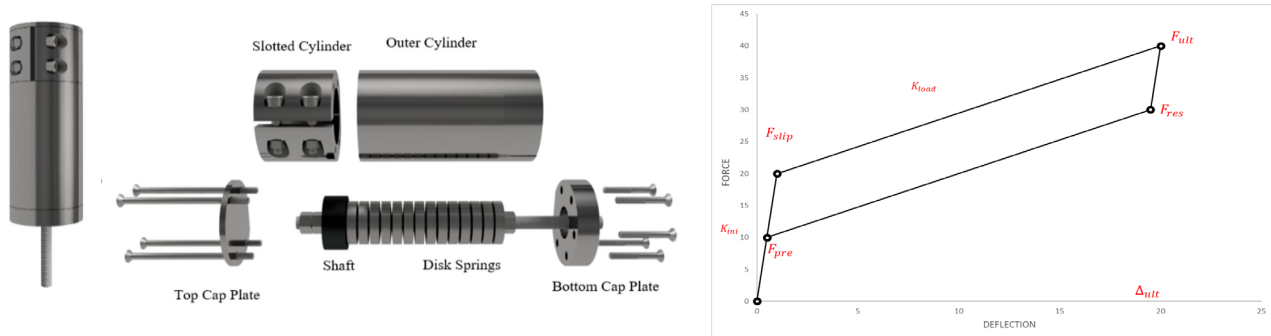 Slotted Cylinder
Outer Cylinder
Shaft
Disk Springs
Top Cap Plate
Bottom Cap Plate
FORCE
45
40
35
30
25
20
15
10
5
0
0
5
10
15
20
25
DEFLECTION
F_ult
K_load
F_slip
F_res
K_ini
F_pre
Δ_ult